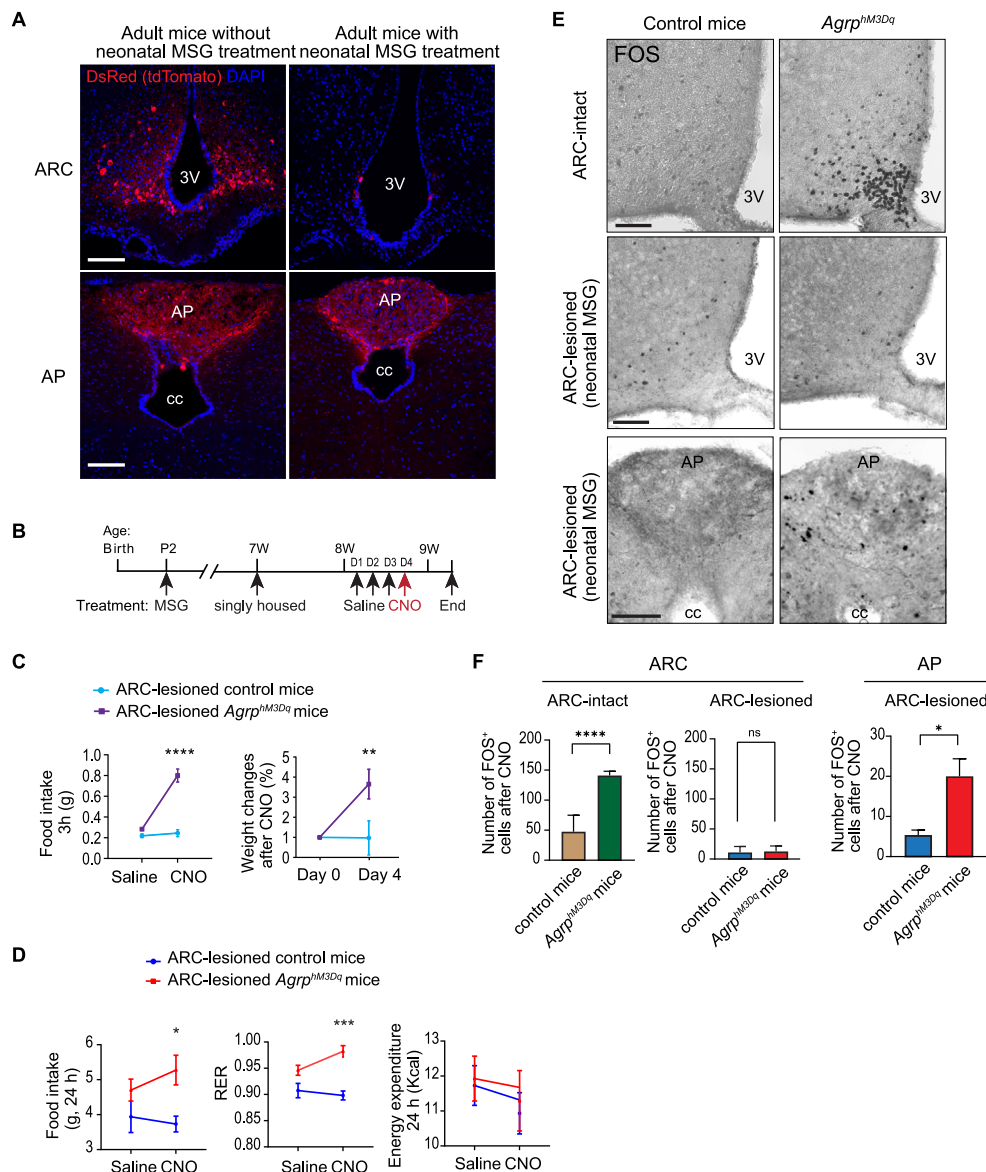 A
Adult mice without
neonatal MSG treatment
Adult mice with
neonatal MSG treatment
DsRed (tdTomato) DAPI
ARC
3V
3V
AP
AP
AP
cc
cc
B
Age:
Birth
P2
7W
8W
9W
D1 D2 D3 D4
Treatment: MSG
singly housed
Saline CNO
End
C
ARC-lesioned control mice
ARC-lesioned Agrp^hM3Dq mice
Food intake
3h (g)
1.0
0.8
0.6
0.4
0.2
0.0
****
Saline
CNO
Weight changes
after CNO (%)
5
4
3
2
1
0
**
Day 0
Day 4
D
ARC-lesioned control mice
ARC-lesioned Agrp^hM3Dq mice
Food intake
(g, 24 h)
6
5
4
3
*
Saline CNO
RER
1.00
0.95
0.90
0.85
0.80
***
Saline CNO
Energy expenditure
24 h (Kcal)
13
12
11
10
Saline CNO
E
Control mice
Agrp^hM3Dq
FOS
ARC-intact
3V
3V
ARC-lesioned
(neonatal MSG)
3V
3V
ARC-lesioned
(neonatal MSG)
AP
AP
cc
cc
F
ARC
AP
ARC-intact
ARC-lesioned
ARC-lesioned
Number of FOS+
cells after CNO
200
150
100
50
0
****
control mice
Agrp^hM3Dq mice
Number of FOS+
cells after CNO
200
150
100
50
0
ns
control mice
Agrp^hM3Dq mice
Number of FOS+
cells after CNO
30
20
10
0
*
control mice
Agrp^hM3Dq mice